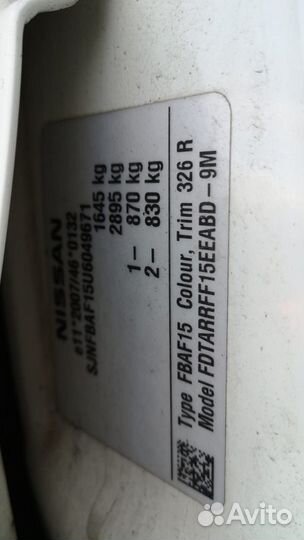 NISSAN
e11*2007/46*0132
SJNFBAF15U6049671
1645 kg
2895 kg
1– 870 kg
2– 830 kg
Type FBAF15 Colour, Trim 326 R
Model FDTARRFF15EEABD–9M
Avito